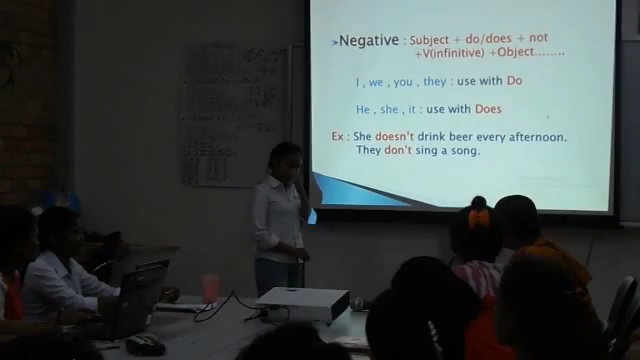 ➢Negative : Subject + do/does + not
+V(infinitive) +Object........
I , we , you , they : use with Do
He , she , it : use with Does
Ex : She doesn't drink beer every afternoon.
They don't sing a song.